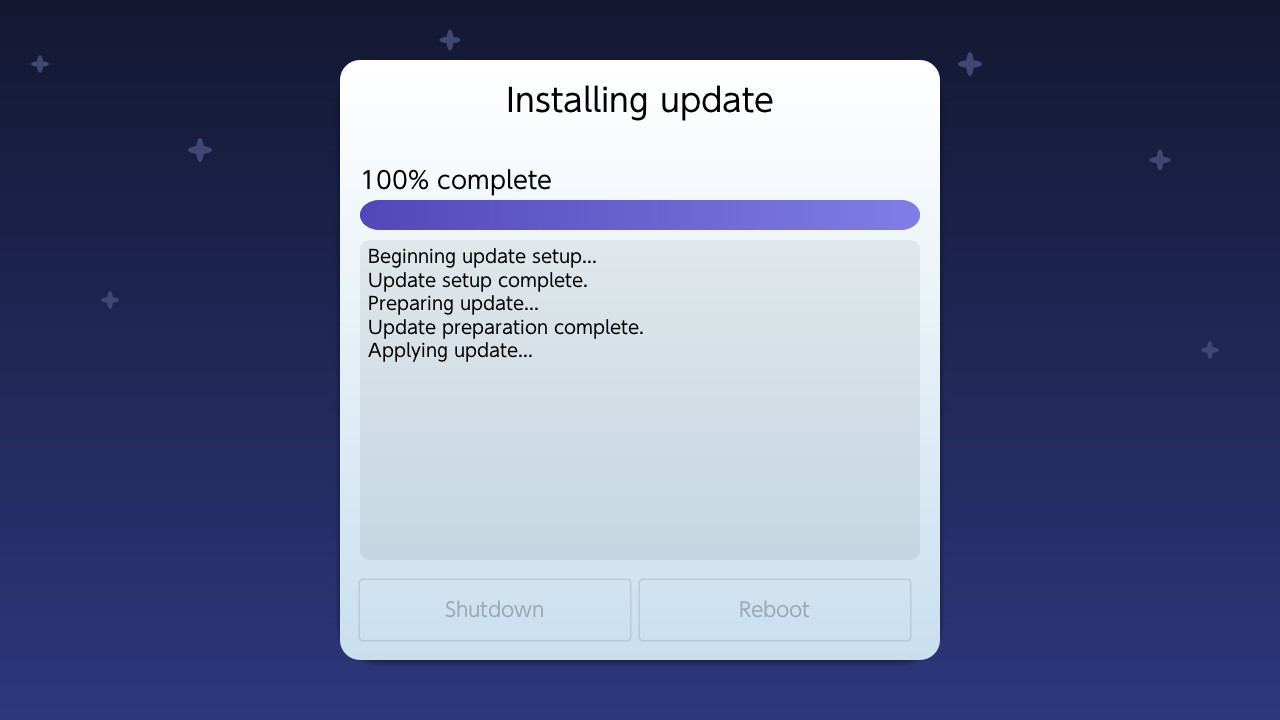 Installing update
100% complete
Beginning update setup...
Update setup complete.
Preparing update...
Update preparation complete.
Applying update...
Shutdown
Reboot